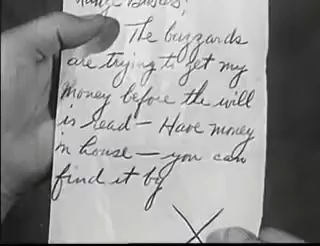 The buzzards
are trying to get my
money before the will
is read — Have money
in house — you can
find it by
X